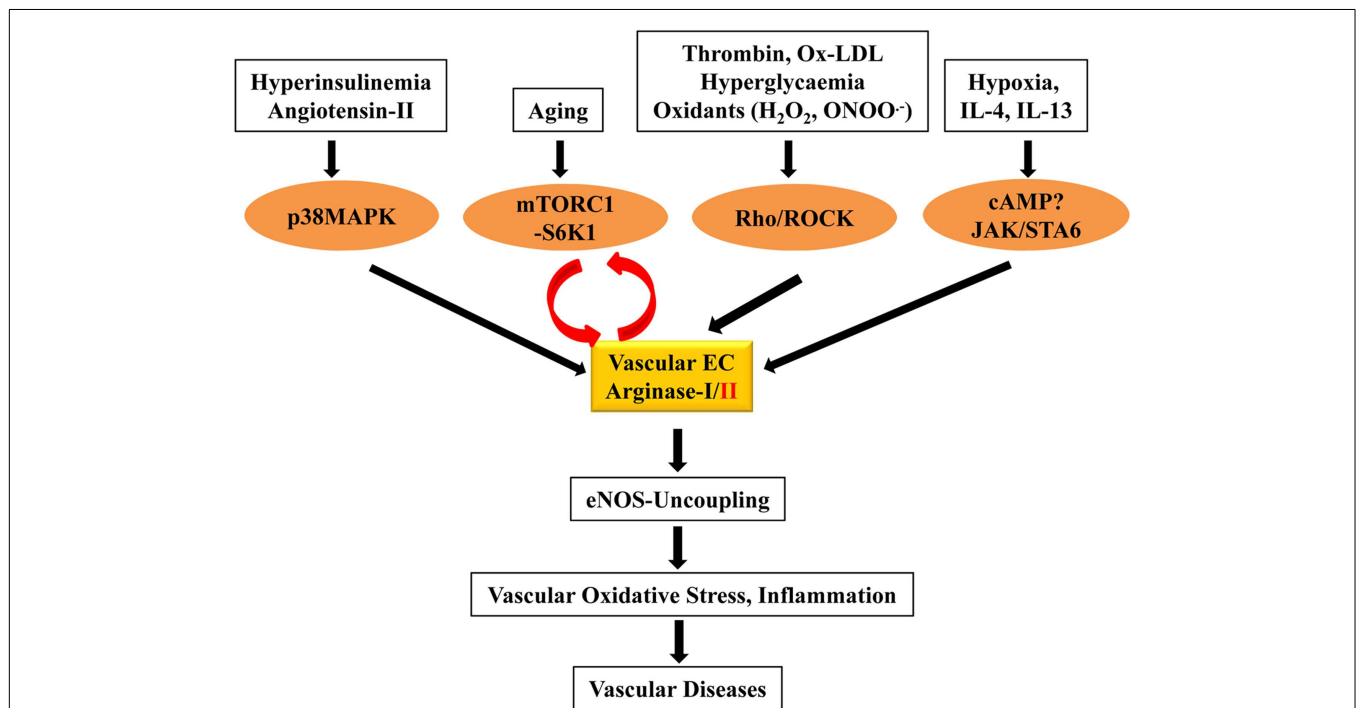 Hyperinsulinemia
Angiotensin-II
Aging
Thrombin, Ox-LDL
Hyperglycaemia
Oxidants (H₂O₂, ONOO·⁻)
Hypoxia,
IL-4, IL-13
p38MAPK
mTORC1
-S6K1
Rho/ROCK
cAMP?
JAK/STA6
Vascular EC
Arginase-I/II
eNOS-Uncoupling
Vascular Oxidative Stress, Inflammation
Vascular Diseases